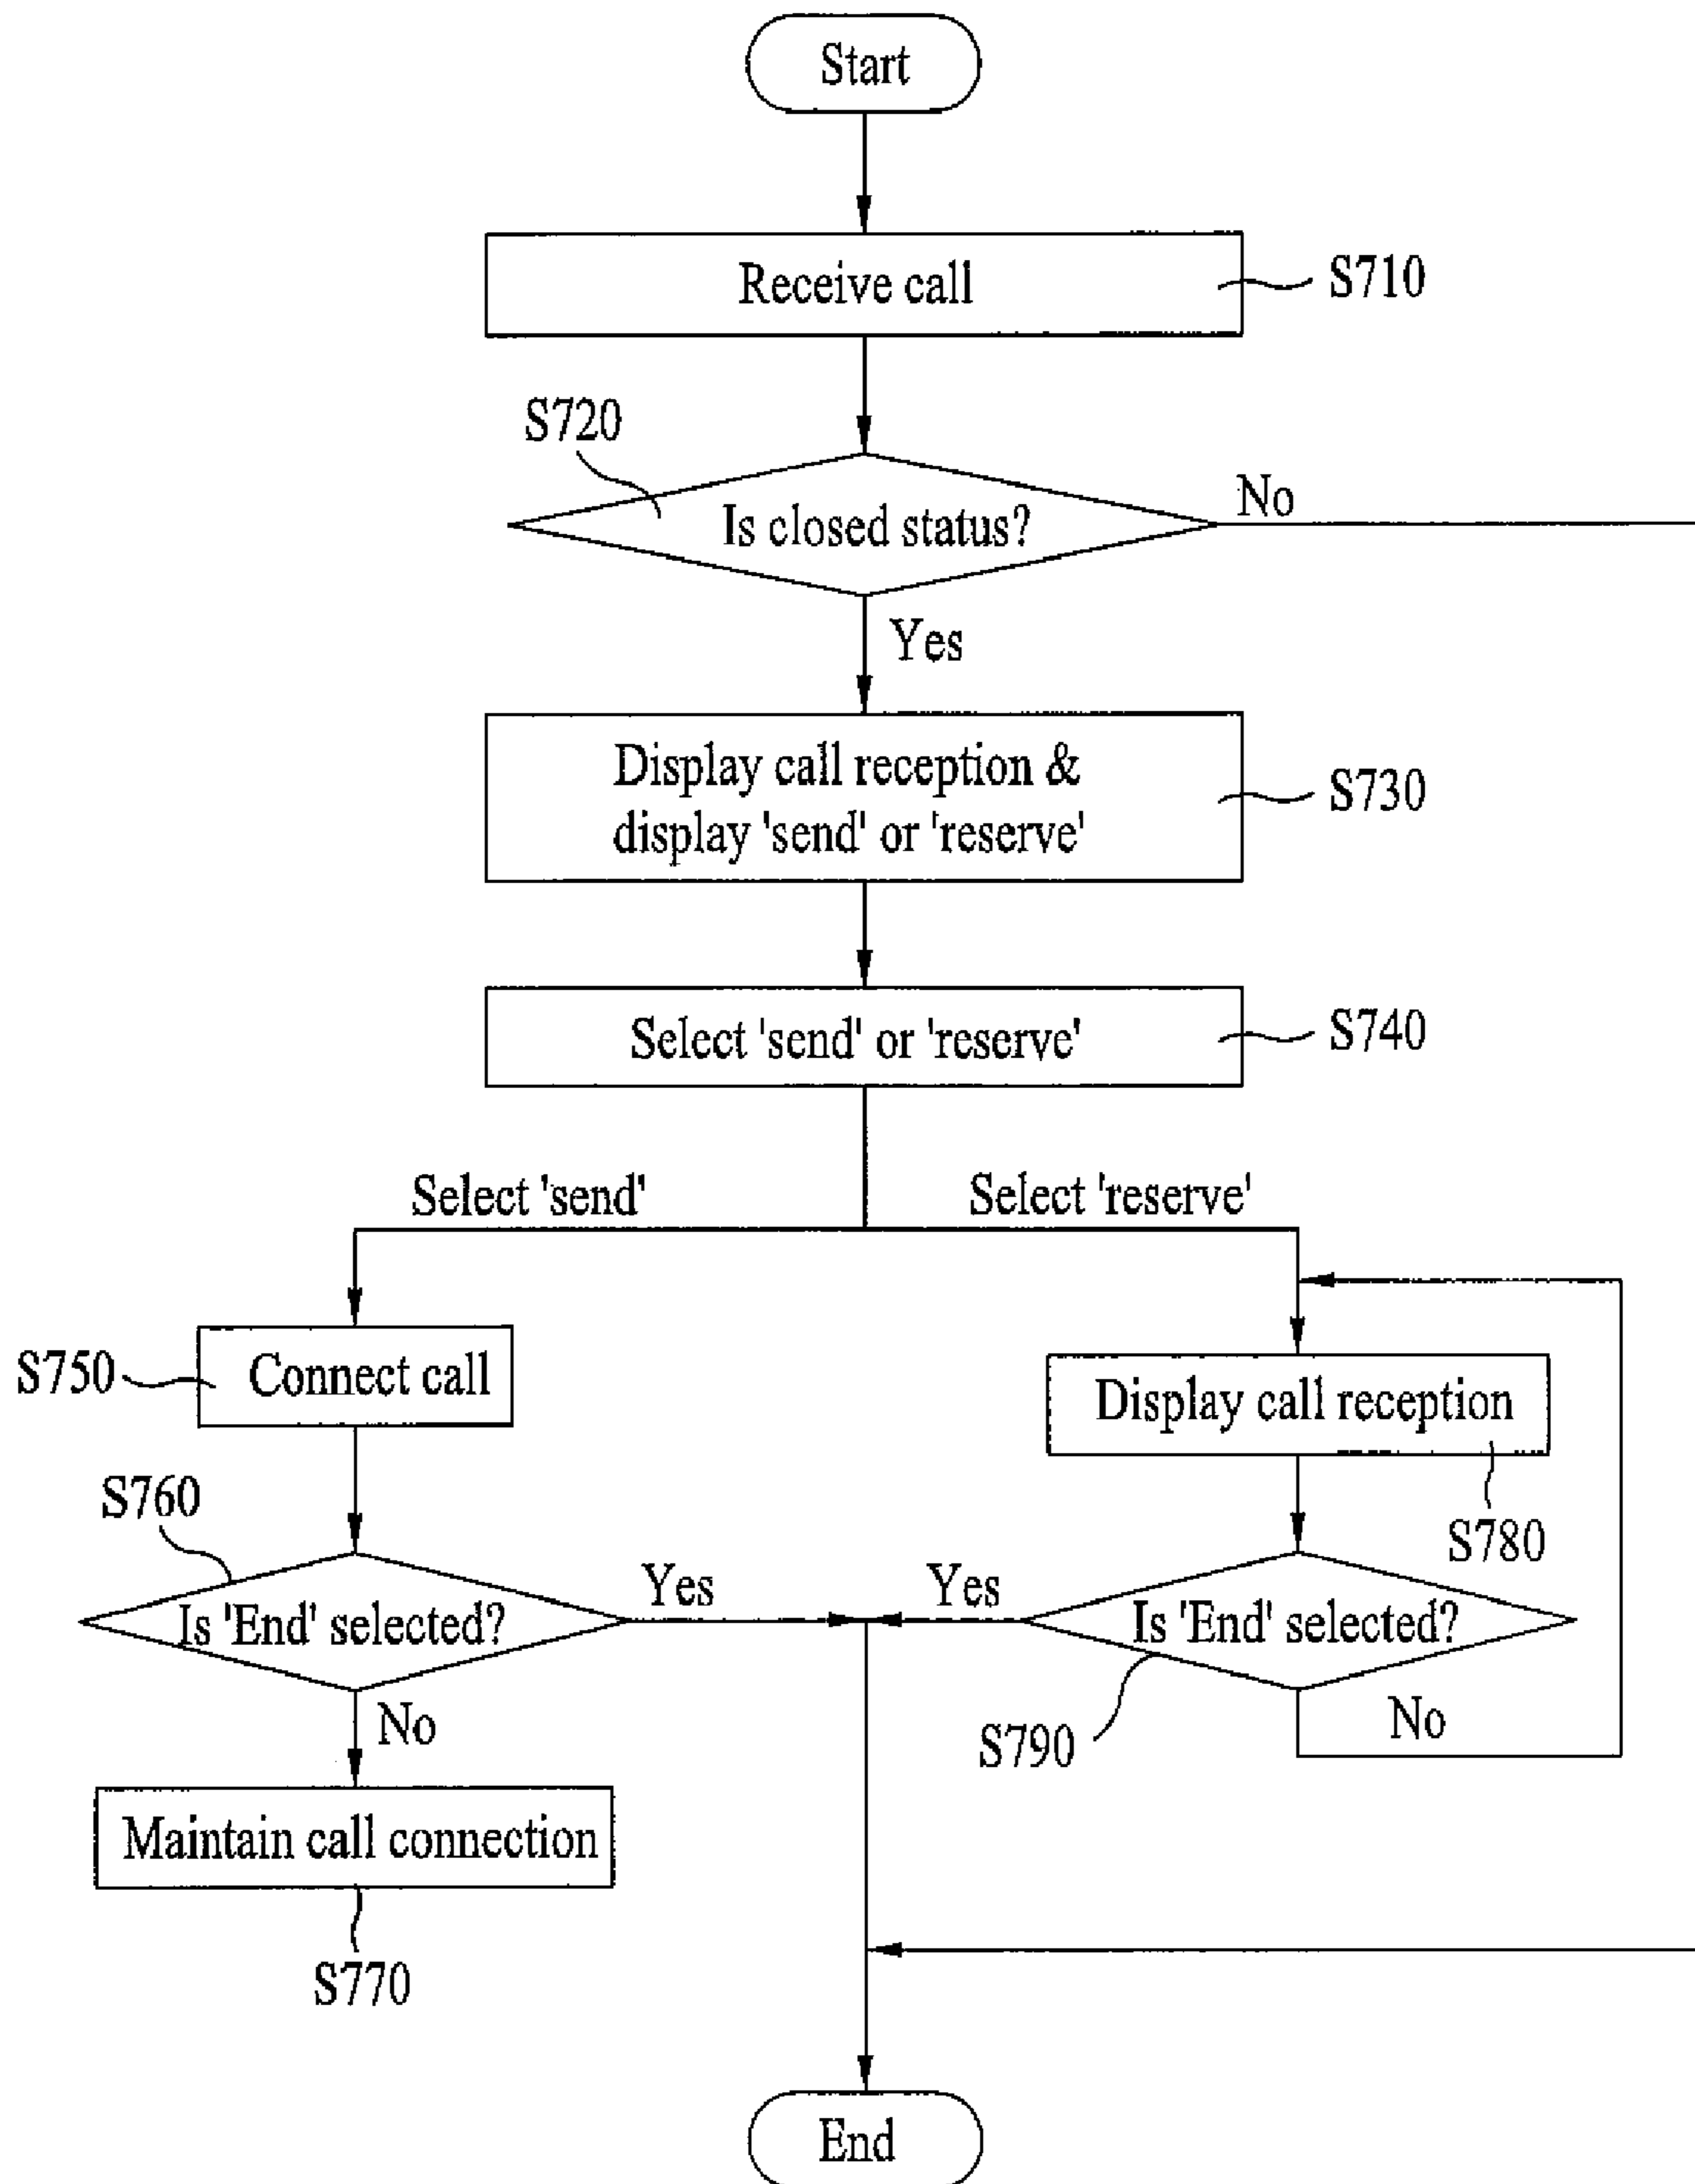 Start
Receive call
S710
S720
Is closed status?
No
Yes
Display call reception &
display 'send' or 'reserve'
S730
Select 'send' or 'reserve'
S740
Select 'send'
Select 'reserve'
S750
Connect call
Display call reception
S780
S760
Is 'End' selected?
Yes
Yes
Is 'End' selected?
S790
No
No
Maintain call connection
S770
End